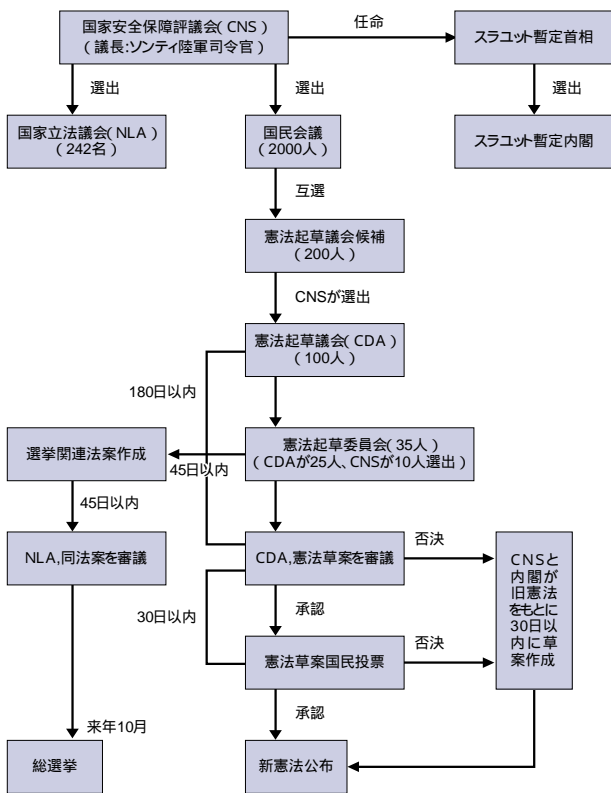 国家安全保障評議会(CNS)
(議長:ソンティ陸軍司令官)
任命
スラユット暫定首相
選出
選出
選出
国家立法議会(NLA)
(242名)
国民会議
(2000人)
スラユット暫定内閣
互選
憲法起草議会候補
(200人)
CNSが選出
憲法起草議会(CDA)
(100人)
180日以内
選挙関連法案作成
45日以内
憲法起草委員会(35人)
(CDAが25人、CNSが10人選出)
45日以内
NLA,同法案を審議
CDA,憲法草案を審議
否決
CNSと
内閣が
旧憲法
をもとに
30日以
内に草
案作成
30日以内
承認
憲法草案国民投票
否決
承認
来年10月
総選挙
新憲法公布